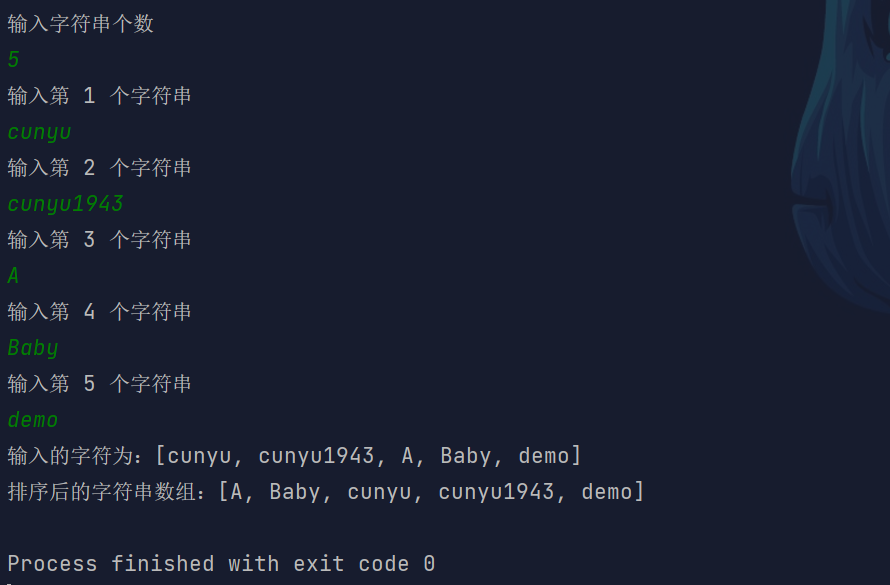 输入字符串个数
5
输入第 1 个字符串
cunyu
输入第 2 个字符串
cunyu1943
输入第 3 个字符串
A
输入第 4 个字符串
Baby
输入第 5 个字符串
demo
输入的字符为：[cunyu, cunyu1943, A, Baby, demo]
排序后的字符串数组：[A, Baby, cunyu, cunyu1943, demo]
Process finished with exit code 0